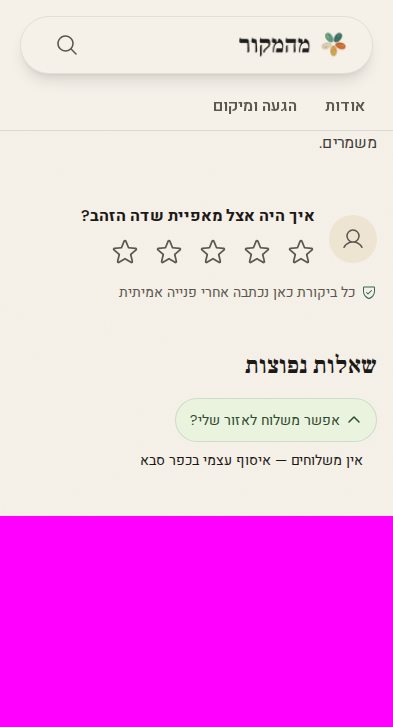 מהמקור
אודות
הגעה ומיקום
משמרים.
איך היה אצל מאפיית שדה הזהב?
כל ביקורת כאן נכתבה אחרי פנייה אמיתית
שאלות נפוצות
אפשר משלוח לאזור שלי?
אין משלוחים — איסוף עצמי בכפר סבא